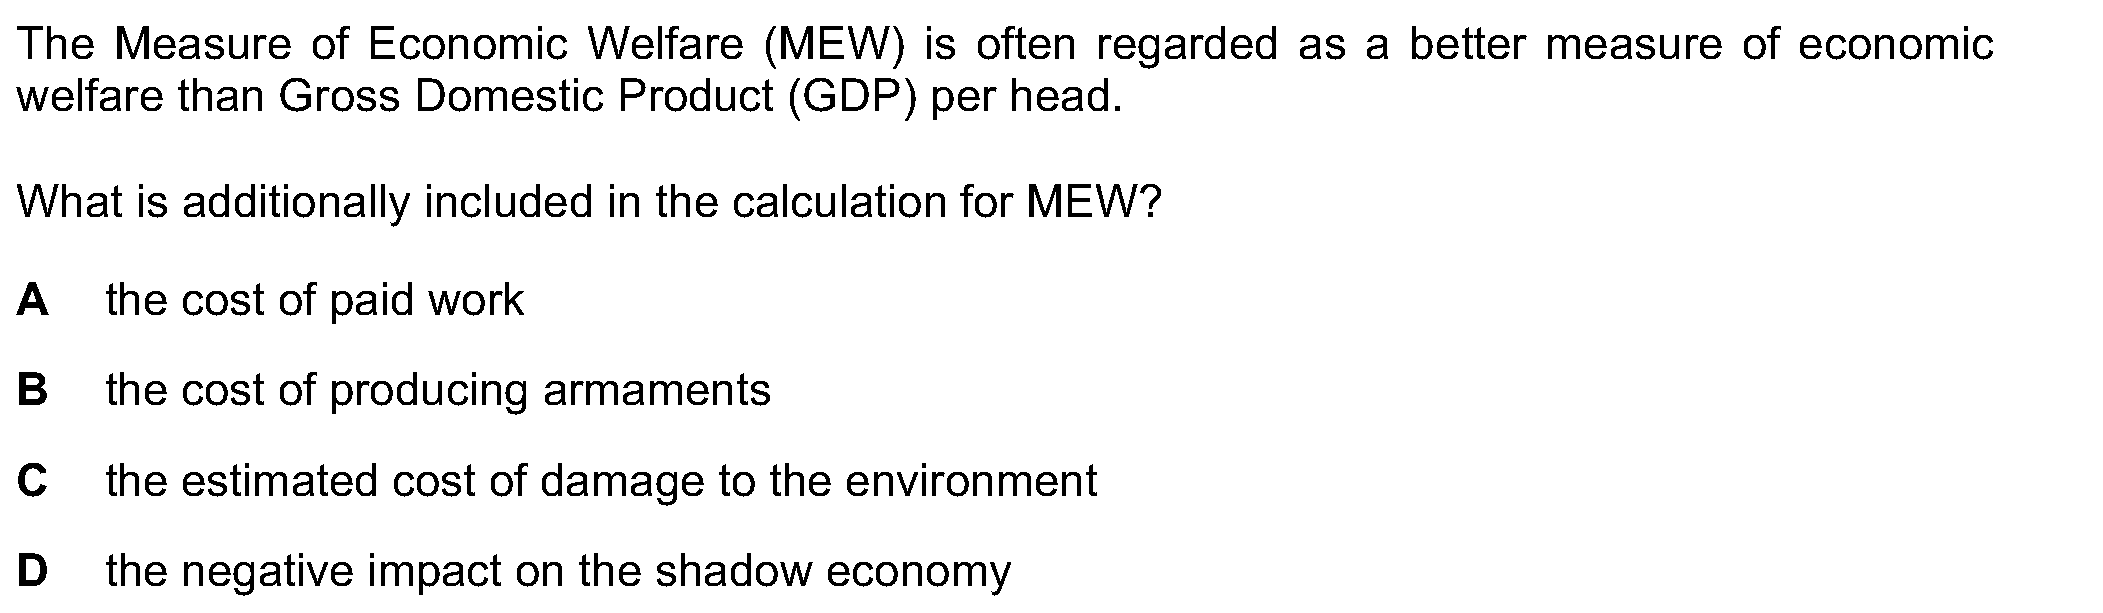 The Measure of Economic Welfare (MEW) is often regarded as a better measure of economic
welfare than Gross Domestic Product (GDP) per head.
What is additionally included in the calculation for MEW?
A the cost of paid work
B the cost of producing armaments
C the estimated cost of damage to the environment
D the negative impact on the shadow economy